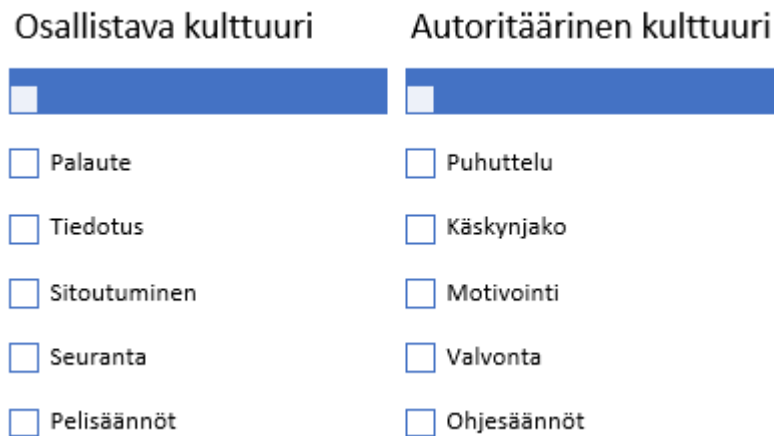 Osallistava kulttuuri
Palaute
Tiedotus
Sitoutuminen
Seuranta
Pelisäännöt
Autoritäärinen kulttuuri
Puhuttelu
Käskynjako
Motivointi
Valvonta
Ohjesäännöt